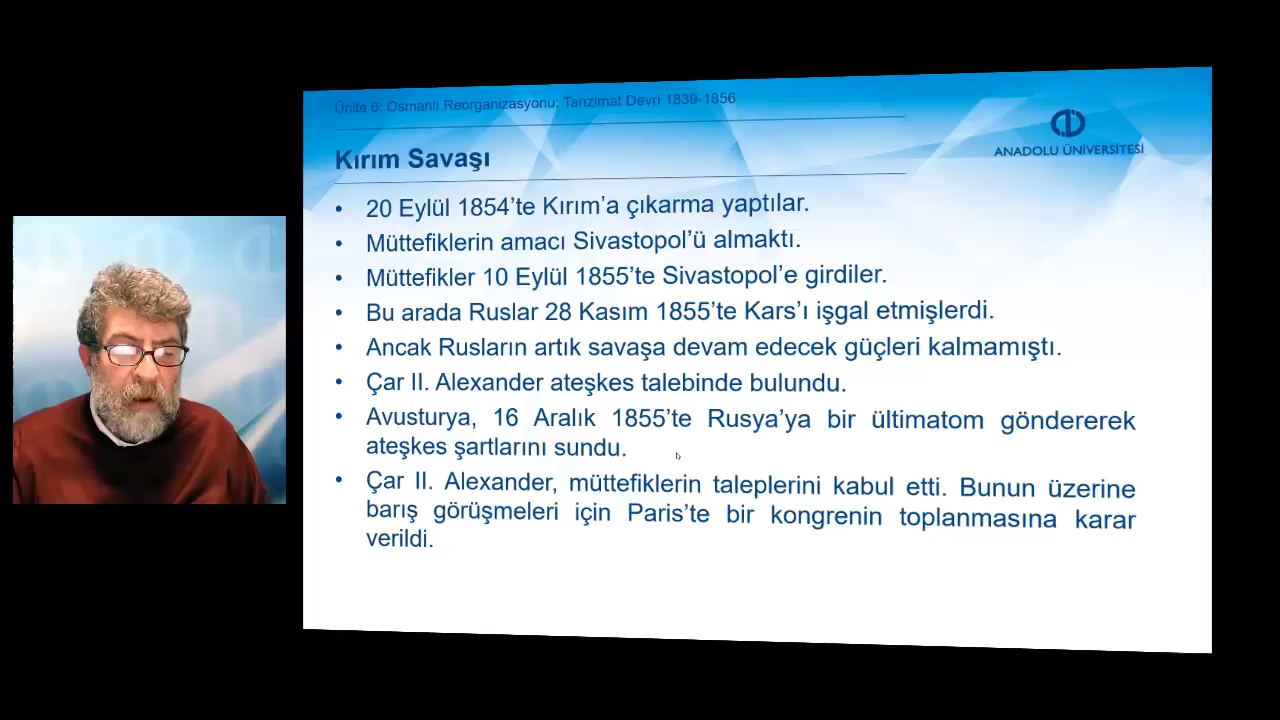 Ünite 6: Osmanlı Reorganizasyonu: Tanzimat Devri 1839-1856
ANADOLU ÜNİVERSİTESİ
Kırım Savaşı
• 20 Eylül 1854’te Kırım’a çıkarma yaptılar.
• Müttefiklerin amacı Sivastopol’ü almaktı.
• Müttefikler 10 Eylül 1855’te Sivastopol’e girdiler.
• Bu arada Ruslar 28 Kasım 1855’te Kars’ı işgal etmişlerdi.
• Ancak Rusların artık savaşa devam edecek güçleri kalmamıştı.
• Çar II. Alexander ateşkes talebinde bulundu.
• Avusturya, 16 Aralık 1855’te Rusya’ya bir ültimatom göndererek
ateşkes şartlarını sundu.
• Çar II. Alexander, müttefiklerin taleplerini kabul etti. Bunun üzerine
barış görüşmeleri için Paris’te bir kongrenin toplanmasına karar
verildi.